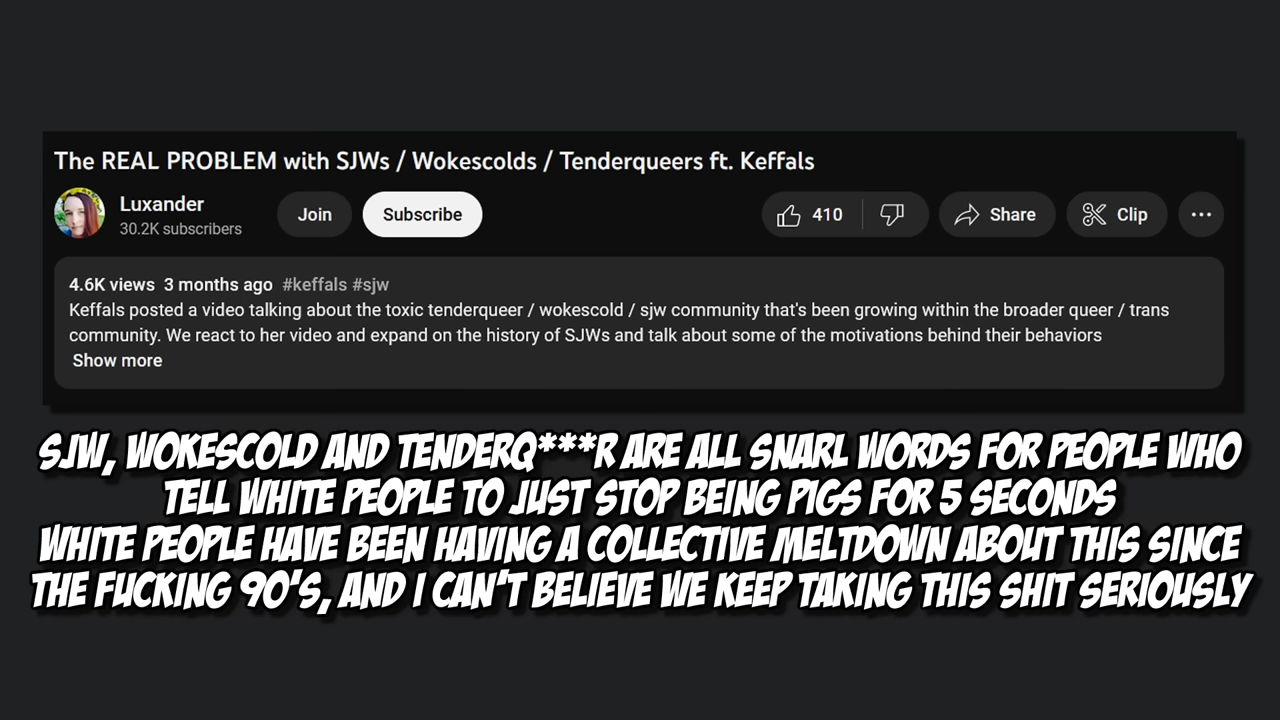 The REAL PROBLEM with SJWs / Wokescolds / Tenderqueers ft. Keffals
Luxander
30.2K subscribers
Join
Subscribe
410
Share
Clip
4.6K views 3 months ago #keffals #sjw
Keffals posted a video talking about the toxic tenderqueer / wokescold / sjw community that's been growing within the broader queer / trans
community. We react to her video and expand on the history of SJWs and talk about some of the motivations behind their behaviors
Show more
SJW, WOKESCOLD AND TENDERQ***R ARE ALL SNARL WORDS FOR PEOPLE WHO
TELL WHITE PEOPLE TO JUST STOP BEING PIGS FOR 5 SECONDS
WHITE PEOPLE HAVE BEEN HAVING A COLLECTIVE MELTDOWN ABOUT THIS SINCE
THE FUCKING 90'S, AND I CAN'T BELIEVE WE KEEP TAKING THIS SHIT SERIOUSLY